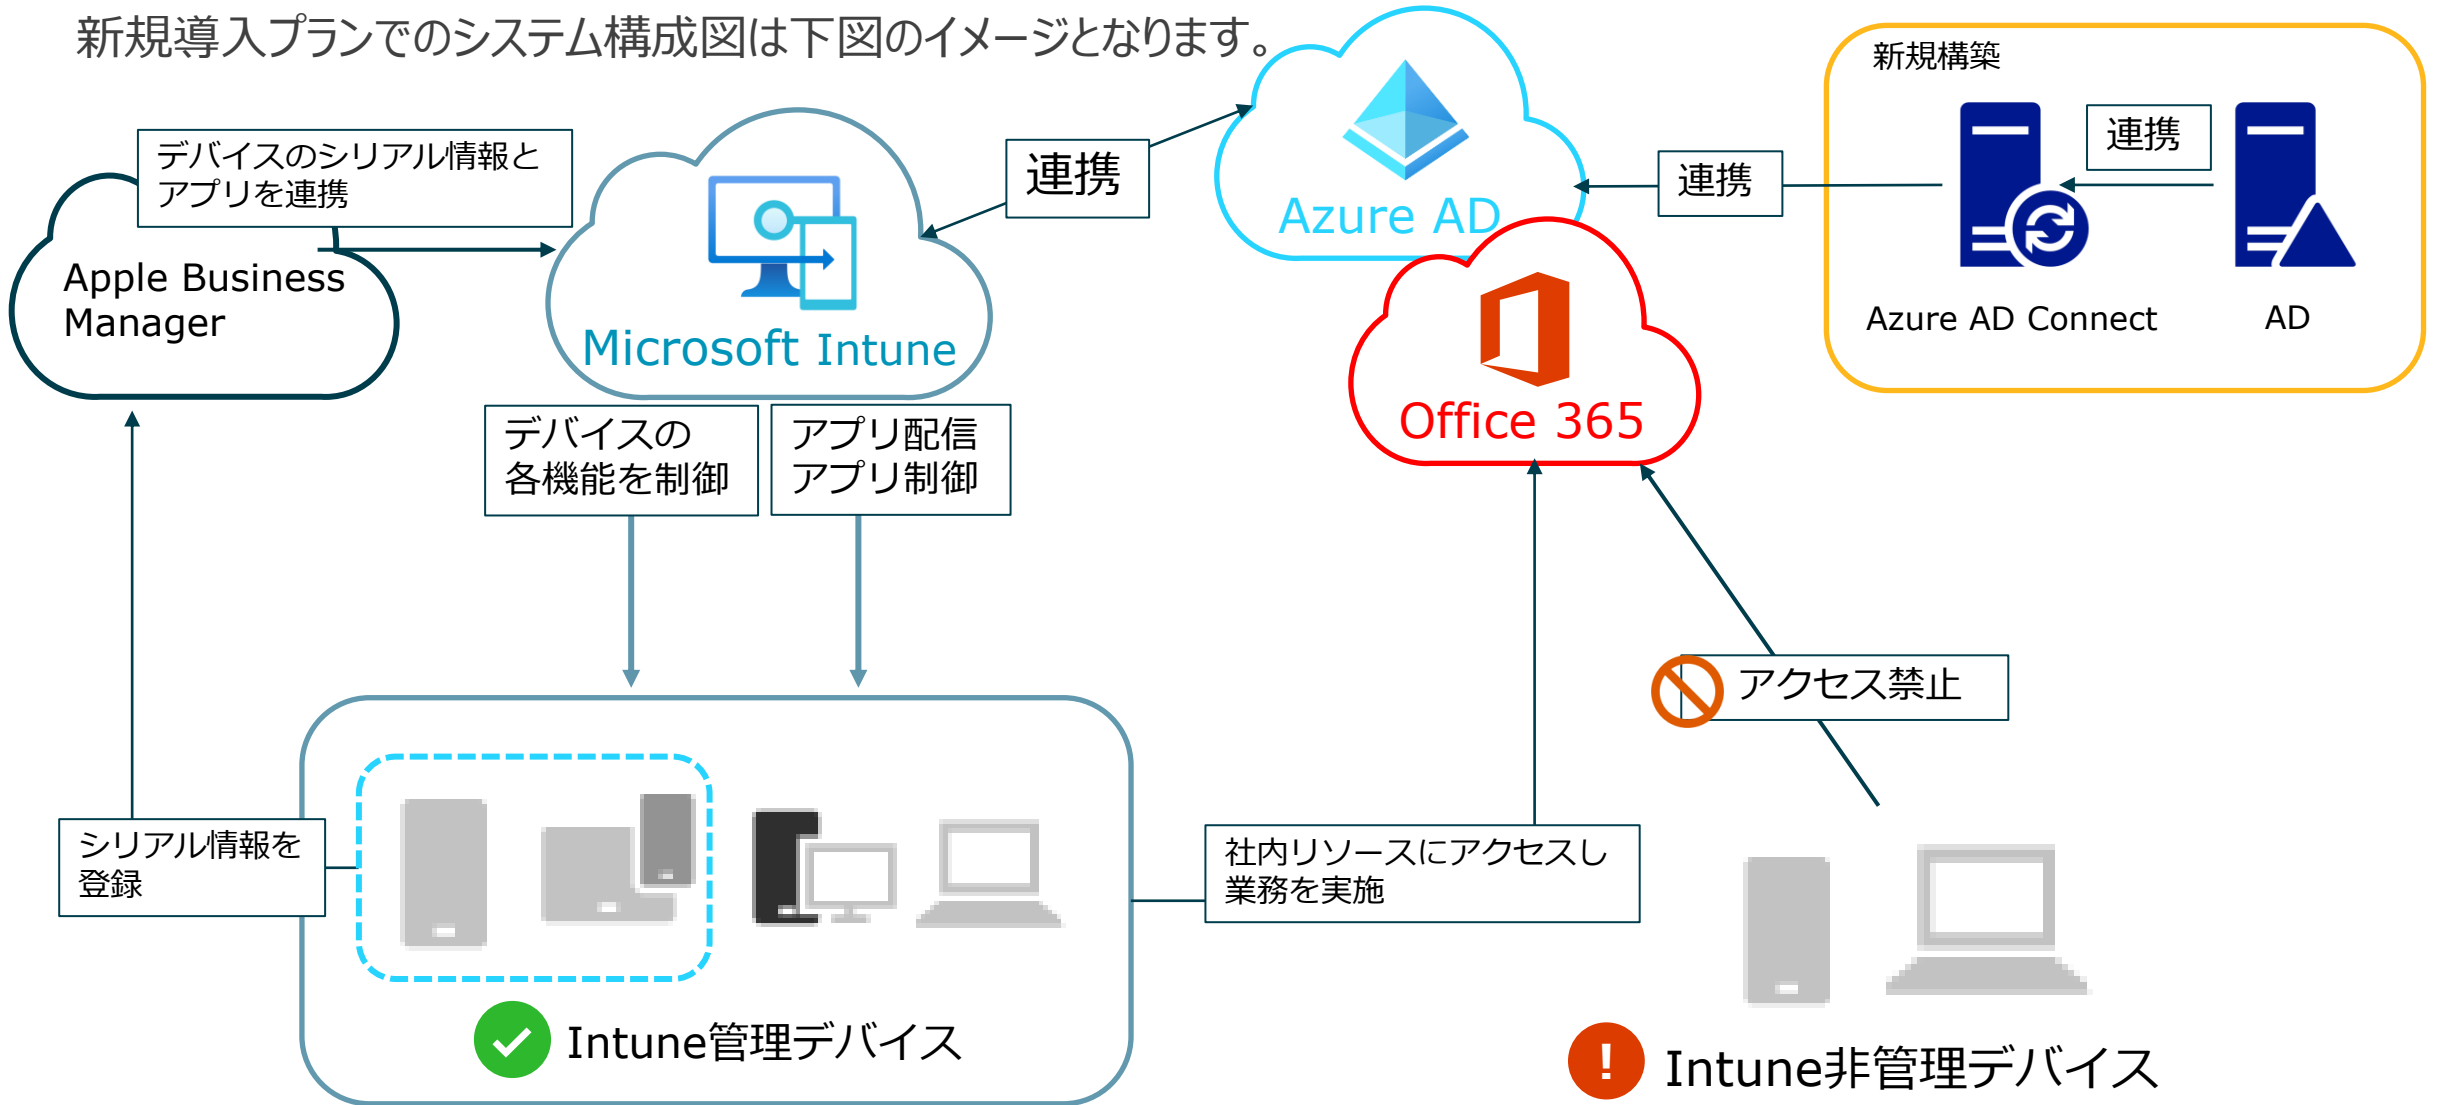 新規導入プランでのシステム構成図は下図のイメージとなります。
新規構築
デバイスのシリアル情報と
アプリを連携
連携
連携
連携
Apple Business
Manager
Microsoft Intune
Azure AD
Office 365
Azure AD Connect
AD
デバイスの
各機能を制御
アプリ配信
アプリ制御
アクセス禁止
シリアル情報を
登録
社内リソースにアクセスし
業務を実施
Intune管理デバイス
!
Intune非管理デバイス